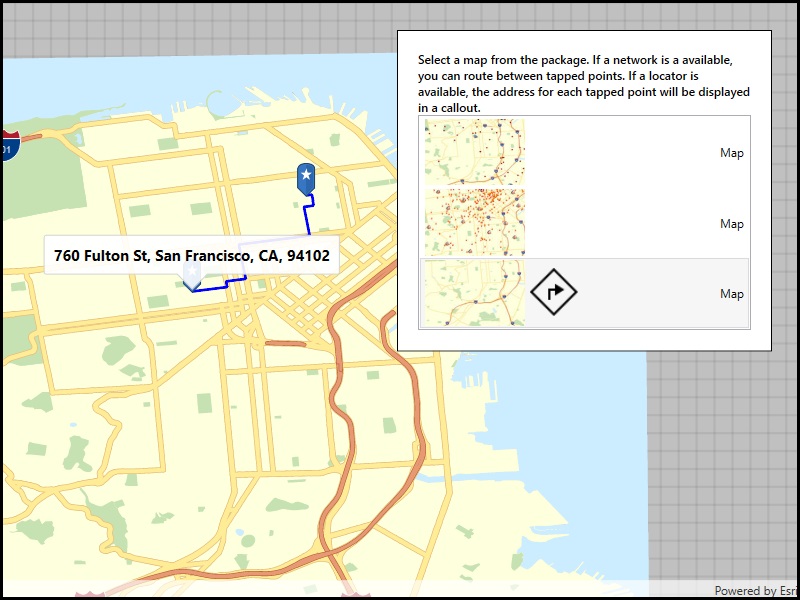 Select a map from the package. If a network is a available,
you can route between tapped points. If a locator is
available, the address for each tapped point will be displayed
in a callout.
Map
Map
Map
760 Fulton St, San Francisco, CA, 94102
01
Powered by Esri